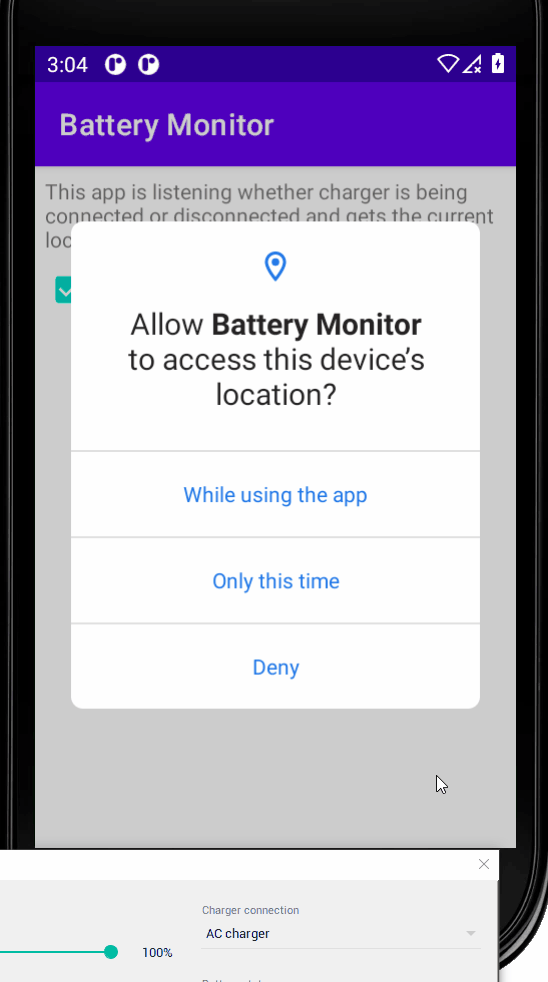 3:04
Battery Monitor
This app is listening whether charger is being
connected or disconnected and gets the current
loc
Allow Battery Monitor
to access this device's
location?
While using the app
Only this time
Deny
Charger connection
100%
AC charger